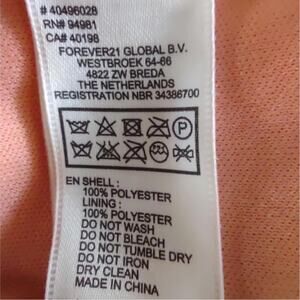 # 40496028
RN# 94981
CA# 40198
FOREVER21 GLOBAL B.V.
WESTBROEK 64-66
4822 ZW BREDA
THE NETHERLANDS
REGISTRATION NBR 34386700
P
EN SHELL :
100% POLYESTER
LINING :
100% POLYESTER
DO NOT WASH
DO NOT BLEACH
DO NOT TUMBLE DRY
DO NOT IRON
DRY CLEAN
MADE IN CHINA